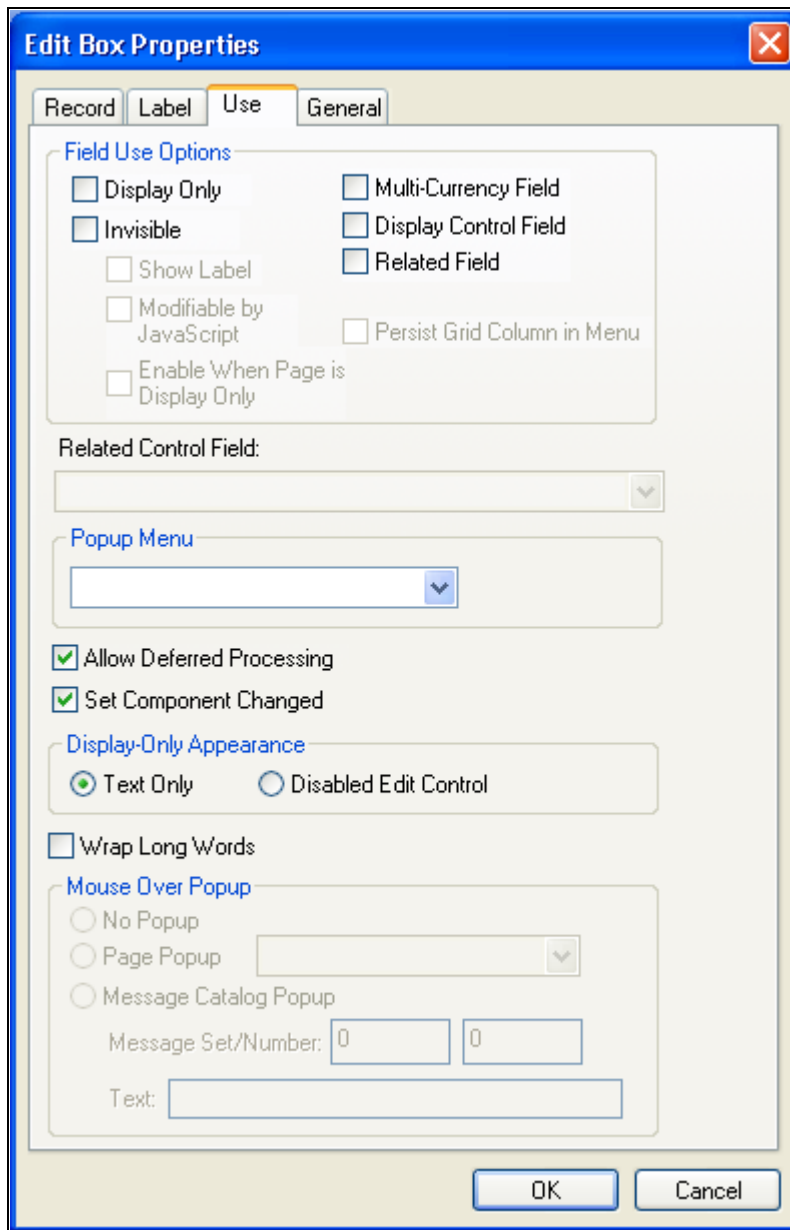 Edit Box Properties
Record Label Use General
Field Use Options
Display Only
Multi-Currency Field
Invisible
Display Control Field
Show Label
Related Field
Modifiable by
JavaScript
Persist Grid Column in Menu
Enable When Page is
Display Only
Related Control Field:
Popup Menu
Allow Deferred Processing
Set Component Changed
Display-Only Appearance
Text Only
Disabled Edit Control
Wrap Long Words
Mouse Over Popup
No Popup
Page Popup
Message Catalog Popup
Message Set/Number: 0 0
Text:
OK Cancel